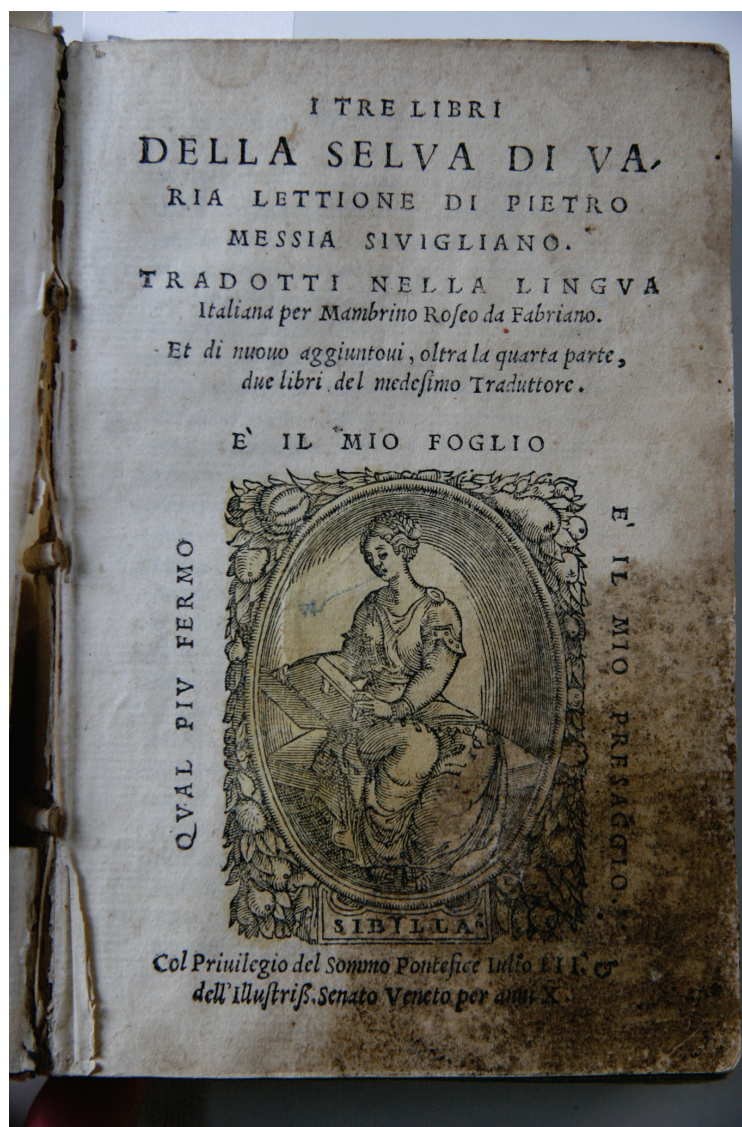 I TRE LIBRI
DELLA SELVA DI VA-
RIA LETTIONE DI PIETRO
MESSIA SIVIGLIANO.
TRADOTTI NELLA LINGVA
Italiana per Mambrino Roſeo da Fabriano.
Et di nuouo aggiuntoui, oltra la quarta parte,
due libri del medeſimo Traduttore.
E' IL MIO FOGLIO
QVAL PIV FERMO
E' IL MIO PRESAGGIO.
SIBILLA
Col Priuilegio del Sommo Pontefice Iulio III. &
dell'Illuſtriß. Senato Veneto per anni X